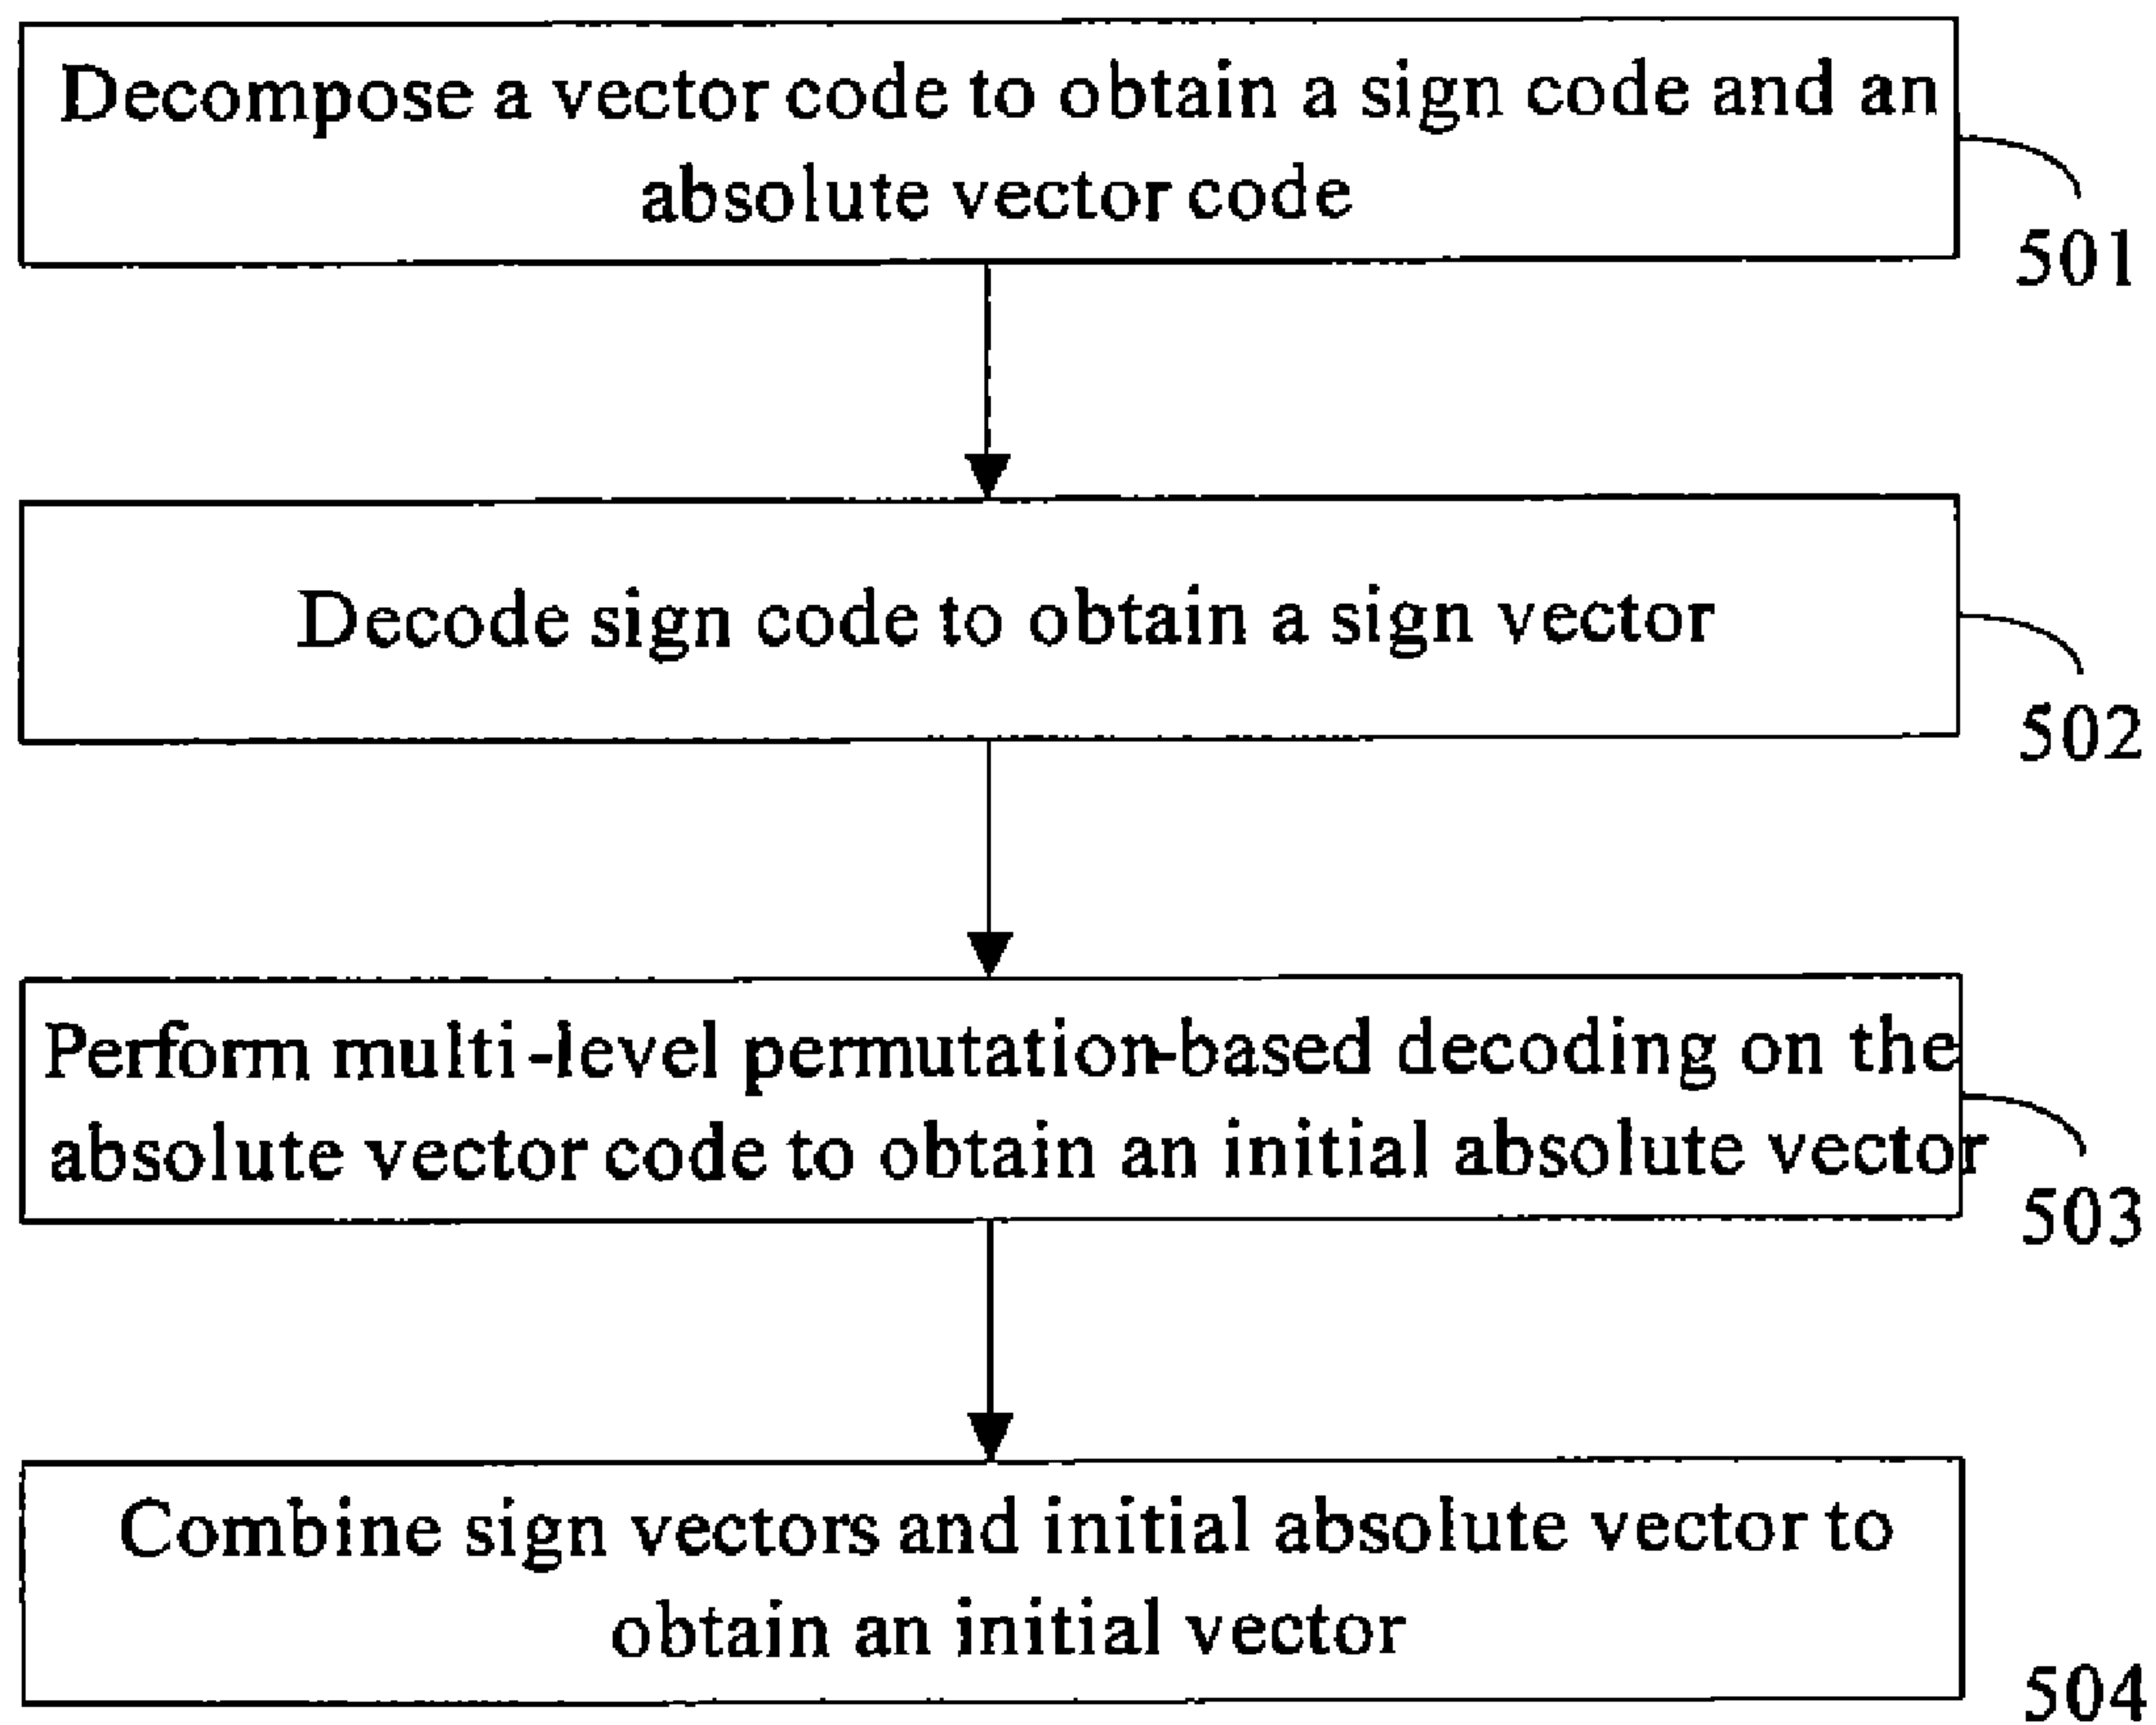 Decompose a vector code to obtain a sign code and an
absolute vector code
501
Decode sign code to obtain a sign vector
502
Perform multi-level permutation-based decoding on the
absolute vector code to obtain an initial absolute vector
503
Combine sign vectors and initial absolute vector to
obtain an initial vector
504